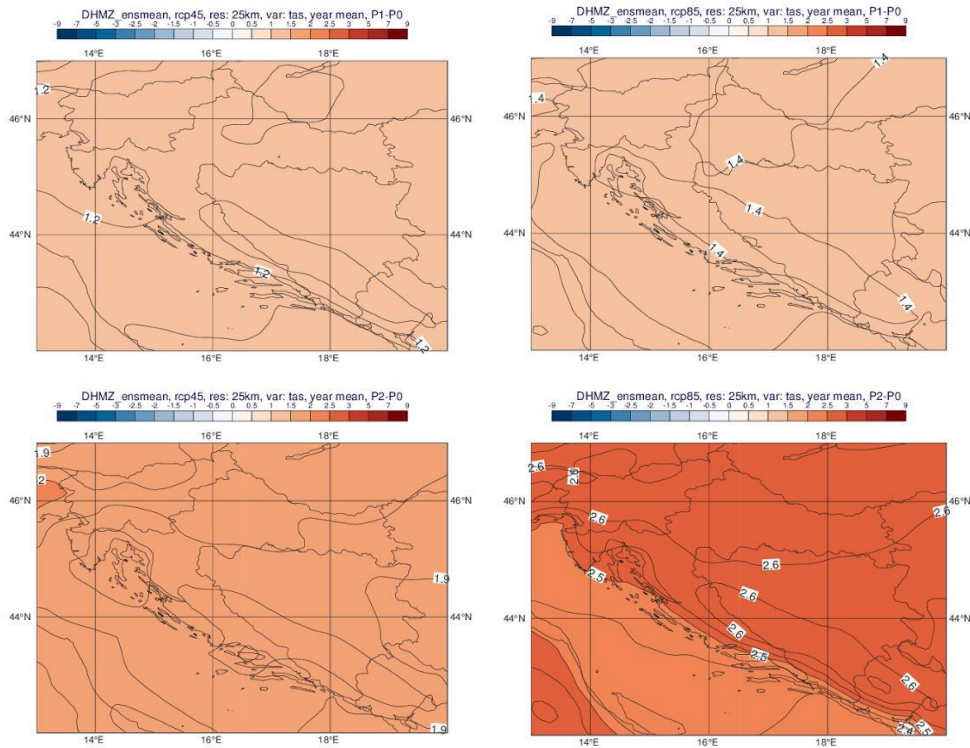 DHMZ_ensmean, rcp45, res: 25km, var: tas, year mean, P1-P0
-9 -7 -5 -3 -2.5 -2 -1.5 -1 -0.5 0 0.5 1 1.5 2 2.5 3 5 7 9
14°E 16°E 18°E
1.2
46°N
1.2
44°N
1.2
1.2
14°E 16°E 18°E
DHMZ_ensmean, rcp85, res: 25km, var: tas, year mean, P1-P0
-9 -7 -5 -3 -2.5 -2 -1.5 -1 -0.5 0 0.5 1 1.5 2 2.5 3 5 7 9
14°E 16°E 18°E
1.4
1.4
46°N
1.4
1.4
44°N
1.4
1.4
14°E 16°E 18°E
DHMZ_ensmean, rcp45, res: 25km, var: tas, year mean, P2-P0
-9 -7 -5 -3 -2.5 -2 -1.5 -1 -0.5 0 0.5 1 1.5 2 2.5 3 5 7 9
14°E 16°E 18°E
1.9
2
46°N
1.9
44°N
1.9
14°E 16°E 18°E
DHMZ_ensmean, rcp85, res: 25km, var: tas, year mean, P2-P0
-9 -7 -5 -3 -2.5 -2 -1.5 -1 -0.5 0 0.5 1 1.5 2 2.5 3 5 7 9
14°E 16°E 18°E
2.6
2.6
46°N
2.6
2.6
2.6
2.5
2.6
44°N
2.6
2.5
2.6
2.5
2.4
14°E 16°E 18°E